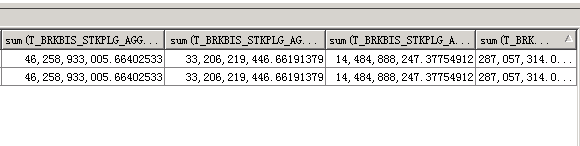 sum(T_BRKBIS_STKPLG_AGG... sum(T_BRKBIS_STKPLG_AG... sum(T_BRKBIS_STKPLG_A... sum(T_BRK...
46,258,933,005.66402533 33,206,219,446.66191379 14,484,888,247.37754912 287,057,314.0...
46,258,933,005.66402533 33,206,219,446.66191379 14,484,888,247.37754912 287,057,314.0...